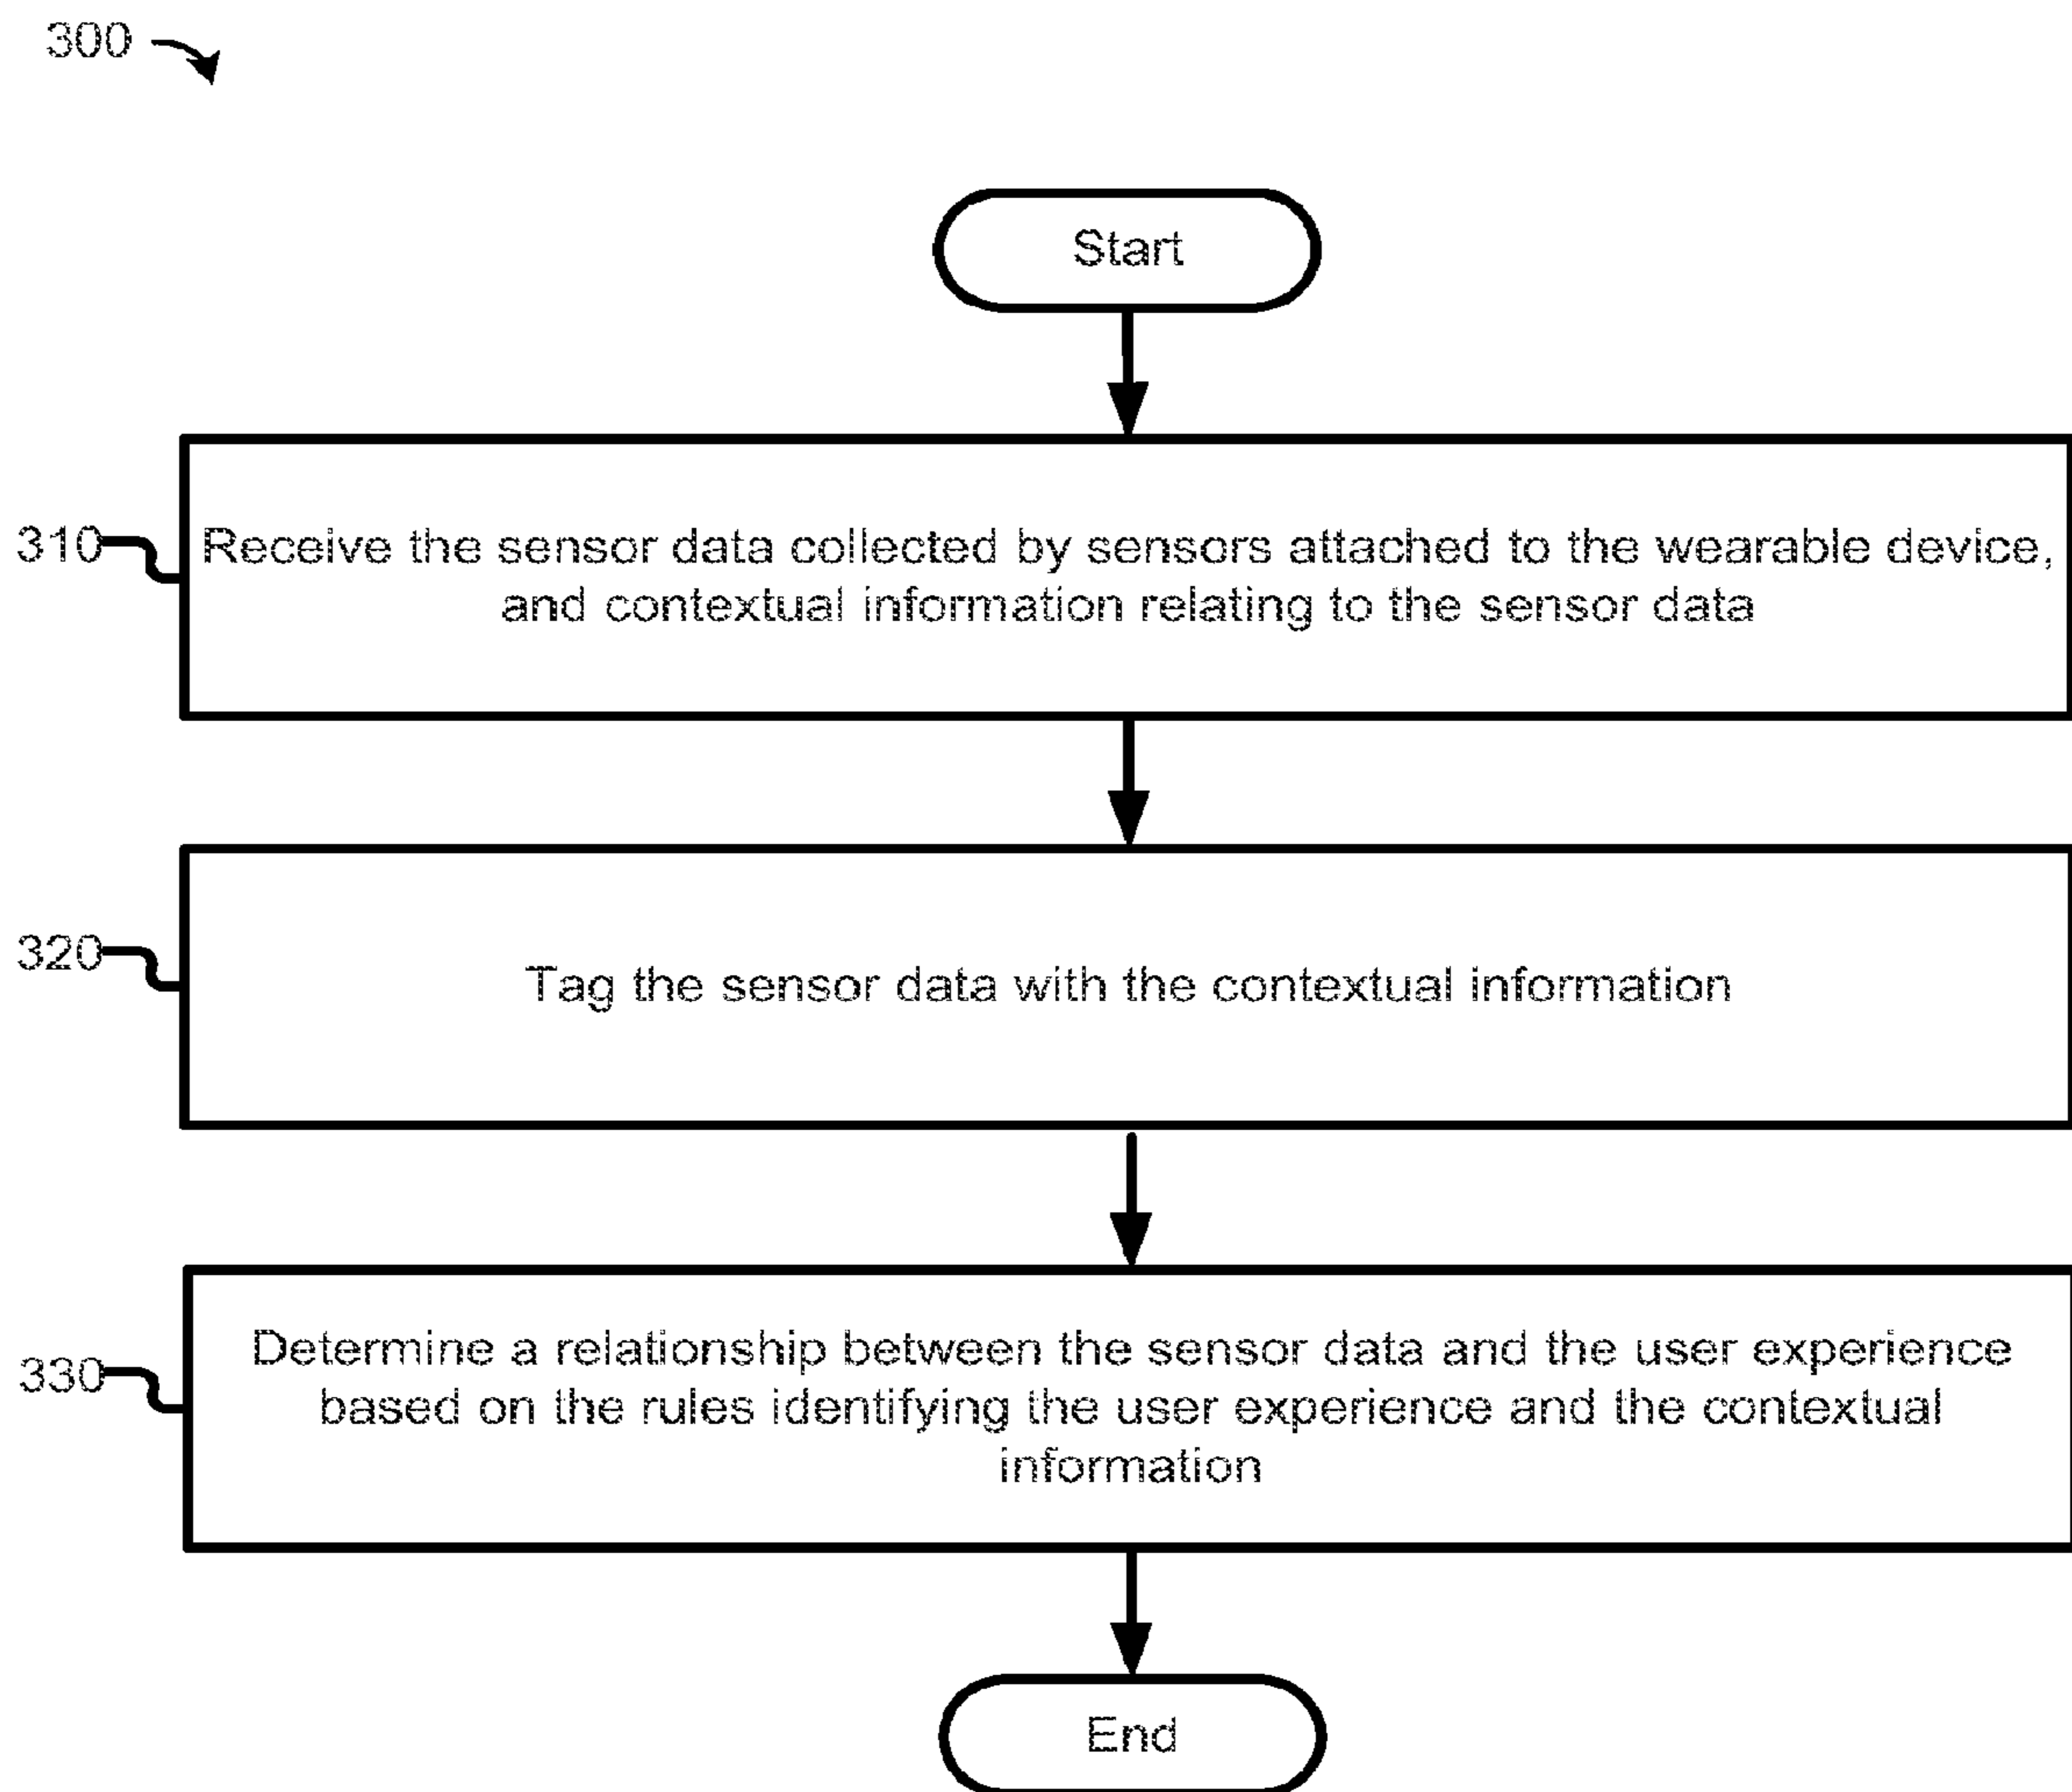 300
Start
310
Receive the sensor data collected by sensors attached to the wearable device,
and contextual information relating to the sensor data
320
Tag the sensor data with the contextual information
330
Determine a relationship between the sensor data and the user experience
based on the rules identifying the user experience and the contextual
information
End